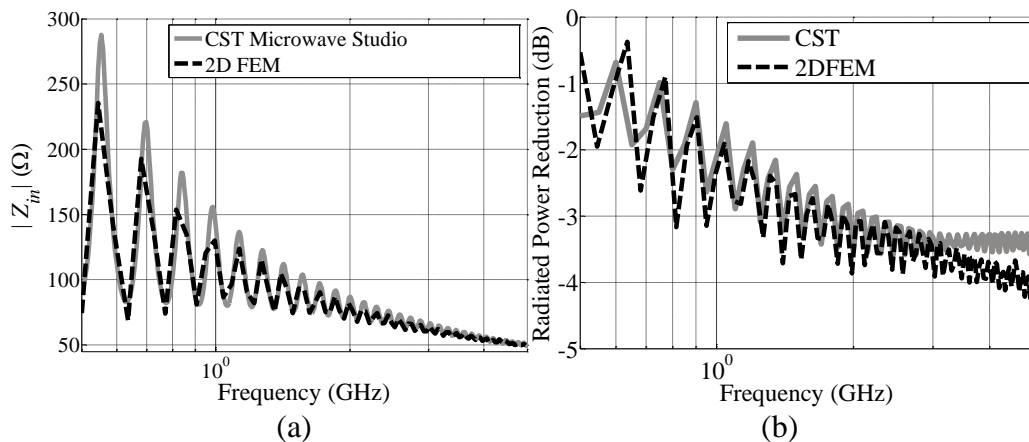 300
250
200
150
100
50
| Z_in | (Ω)
CST Microwave Studio
2D FEM
10^0
Frequency (GHz)
(a)
0
-1
-2
-3
-4
-5
Radiated Power Reduction (dB)
CST
2DFEM
10^0
Frequency (GHz)
(b)